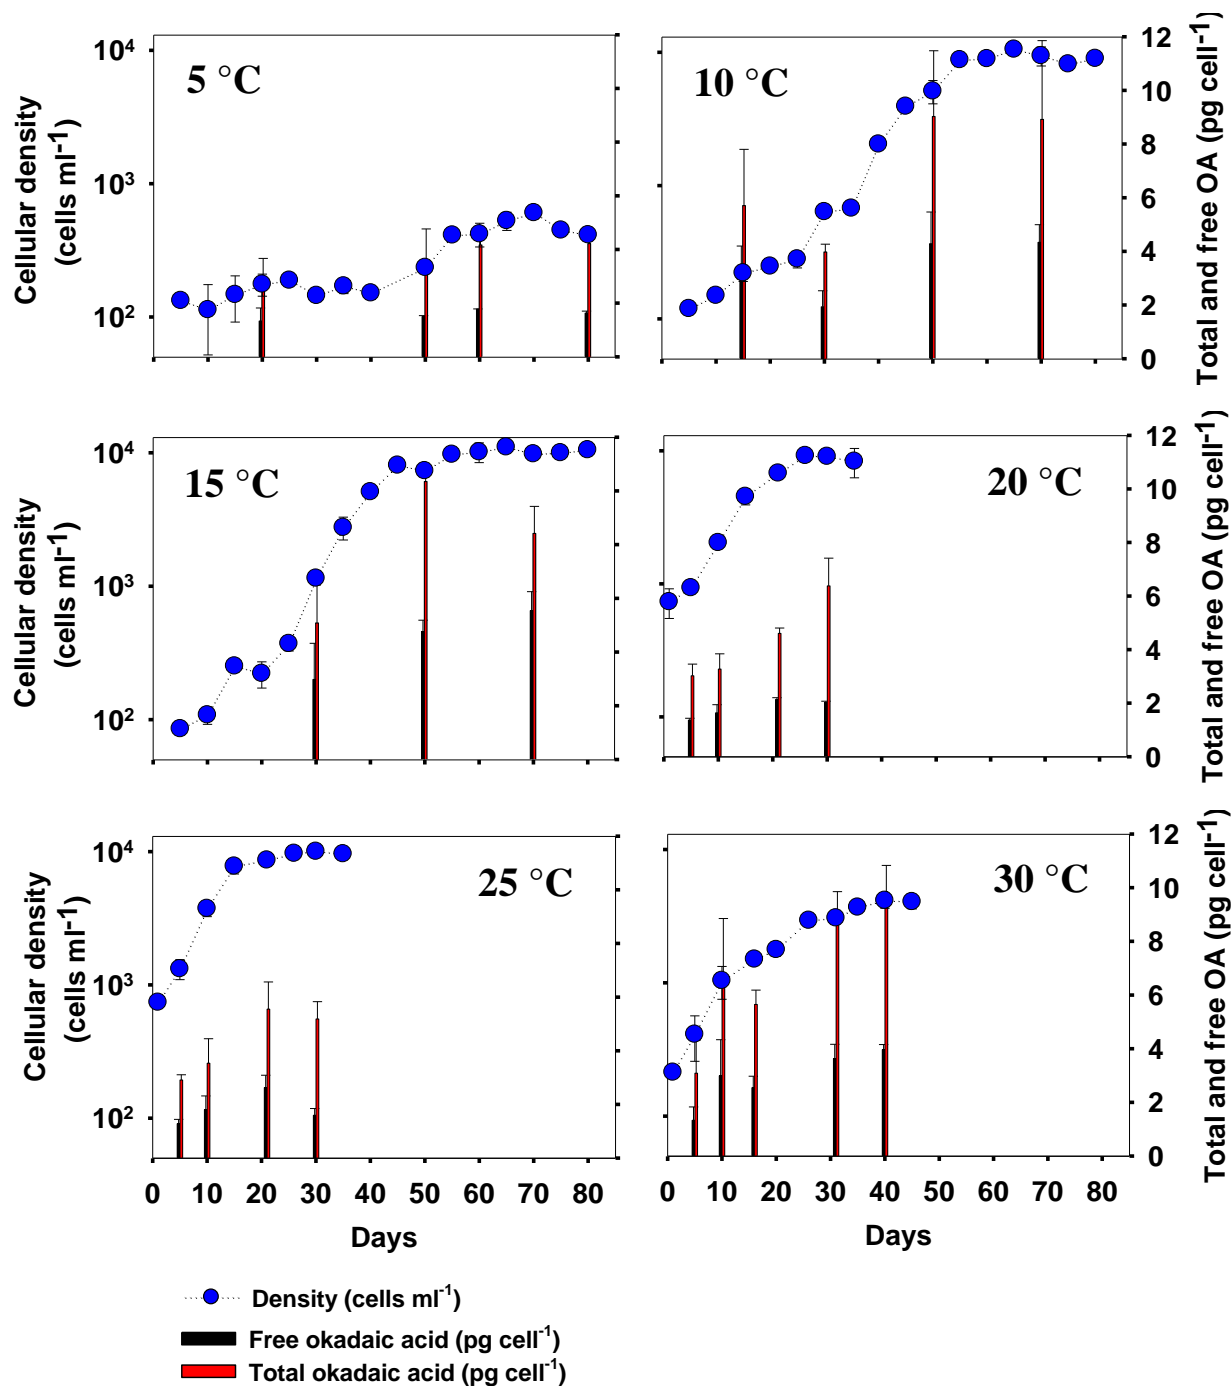 5 °C
10 °C
Cellular density
(cells ml⁻¹)
10⁴
10³
10²
12
10
8
6
4
2
0
Total and free OA (pg cell⁻¹)
15 °C
20 °C
Cellular density
(cells ml⁻¹)
10⁴
10³
10²
12
10
8
6
4
2
0
Total and free OA (pg cell⁻¹)
25 °C
30 °C
Cellular density
(cells ml⁻¹)
10⁴
10³
10²
12
10
8
6
4
2
0
Total and free OA (pg cell⁻¹)
0 10 20 30 40 50 60 70 80
0 10 20 30 40 50 60 70 80
Days
Days
Density (cells ml⁻¹)
Free okadaic acid (pg cell⁻¹)
Total okadaic acid (pg cell⁻¹)